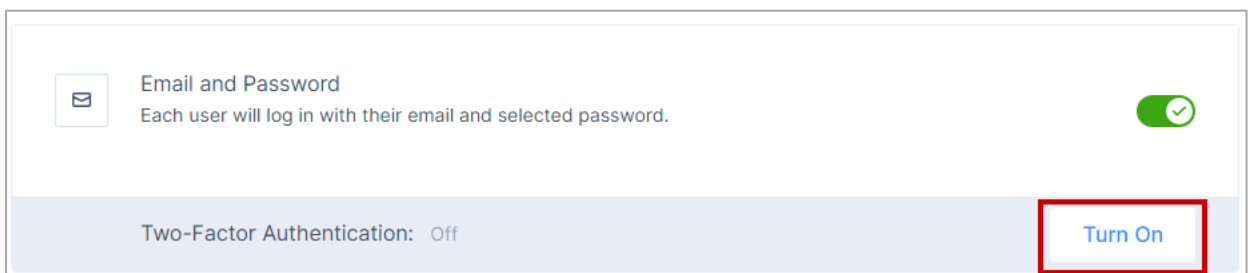 Email and Password
Each user will log in with their email and selected password.
Two-Factor Authentication: Off
Turn On